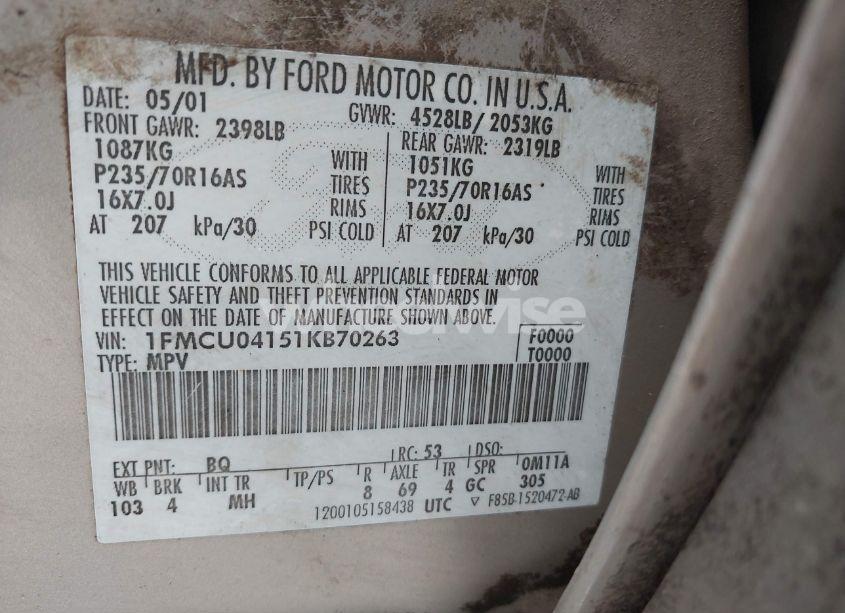 MFD. BY FORD MOTOR CO. IN U.S.A.
DATE: 05/01 GVWR: 4528LB/ 2053KG
FRONT GAWR: 2398LB REAR GAWR: 2319LB
1087KG WITH 1051KG WITH
P235/70R16AS TIRES P235/70R16AS TIRES
16X7.0J RIMS 16X7.0J RIMS
AT 207 kPa/30 PSI COLD AT 207 kPa/30 PSI COLD
THIS VEHICLE CONFORMS TO ALL APPLICABLE FEDERAL MOTOR
VEHICLE SAFETY AND THEFT PREVENTION STANDARDS IN
EFFECT ON THE DATE OF MANUFACTURE SHOWN ABOVE.
VIN: 1FMCU04151KB70263 F0000
TYPE: MPV T0000
EXT PNT: BQ RC: 53 DSO:
WB BRK INT TR TP/PS R AXLE TR SPR 0M11A
103 4 MH 8 69 4 GC 305
1200105158438 UTC ▽ F85B-1520472-AB